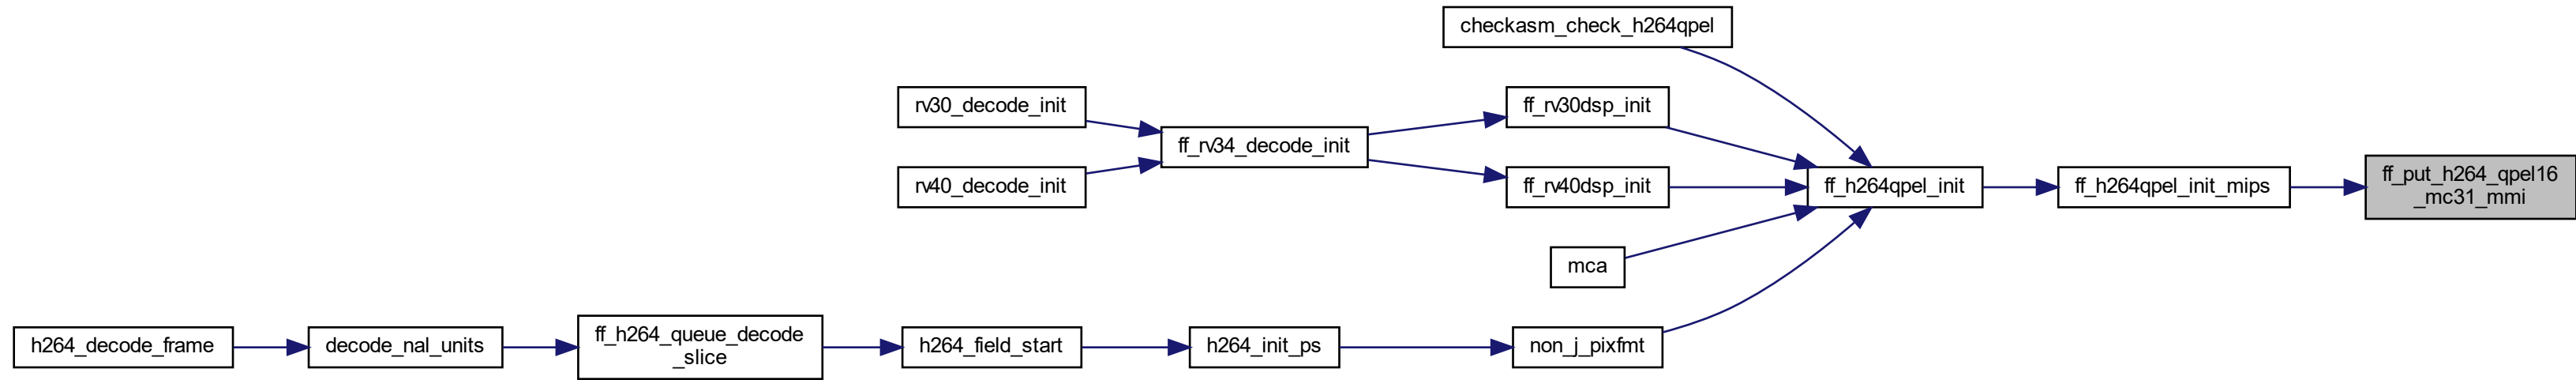 checkasm_check_h264qpel
rv30_decode_init
ff_rv30dsp_init
ff_rv34_decode_init
rv40_decode_init
ff_rv40dsp_init
ff_h264qpel_init
ff_h264qpel_init_mips
ff_put_h264_qpel16
_mc31_mmi
mca
h264_decode_frame
decode_nal_units
ff_h264_queue_decode
_slice
h264_field_start
h264_init_ps
non_j_pixfmt